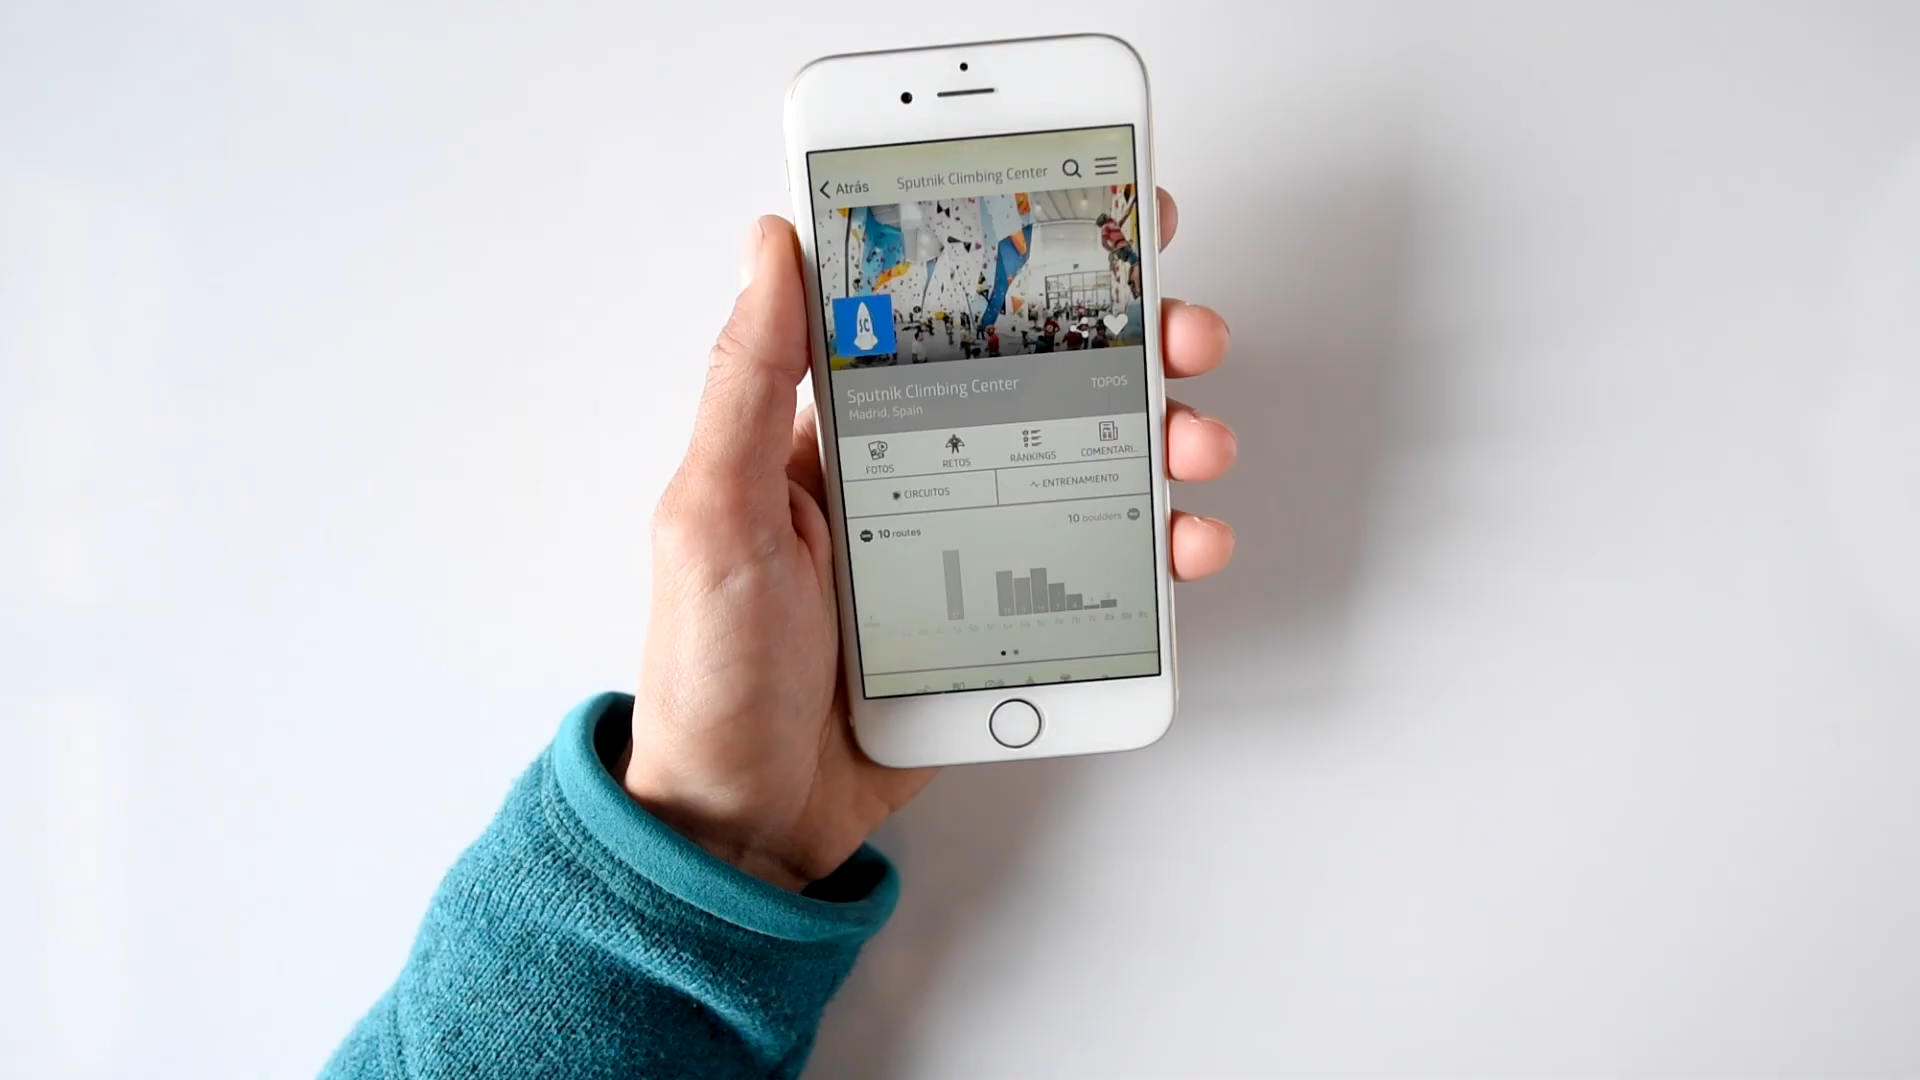 Atrás Sputnik Climbing Center
SC
Sputnik Climbing Center TOPOS
Madrid, Spain
FOTOS RETOS RÁNKINGS COMENTARI...
CIRCUITOS ENTRENAMIENTO
10 routes 10 boulders